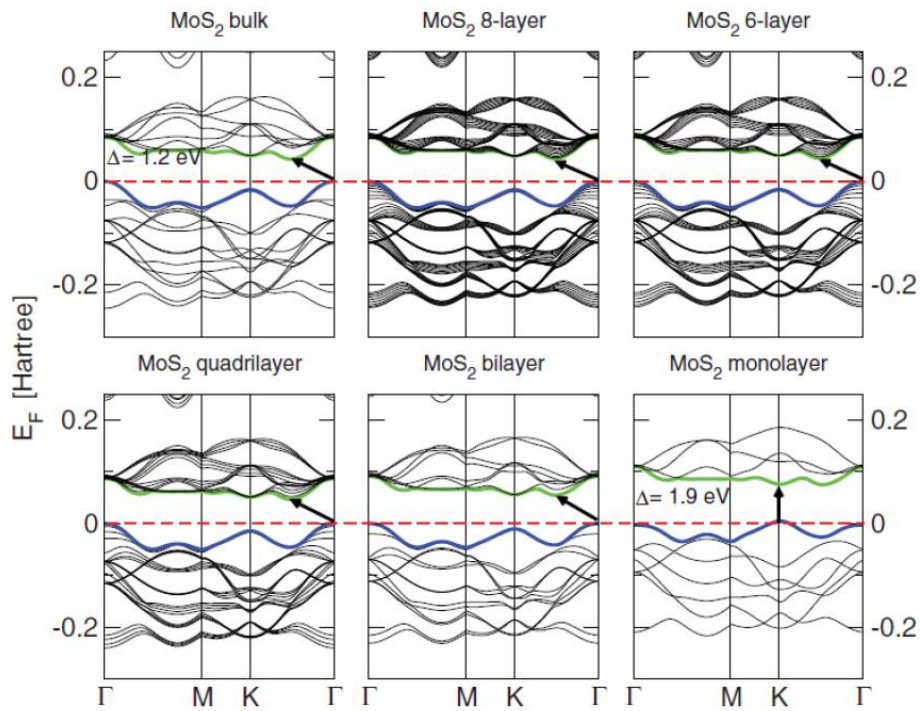 MoS₂ bulk MoS₂ 8-layer MoS₂ 6-layer
0.2 0.2
Δ= 1.2 eV
0 0
-0.2 -0.2
E_F [Hartree]
MoS₂ quadrilayer MoS₂ bilayer MoS₂ monolayer
0.2 0.2
Δ= 1.9 eV
0 0
-0.2 -0.2
Γ M K Γ M K Γ M K Γ